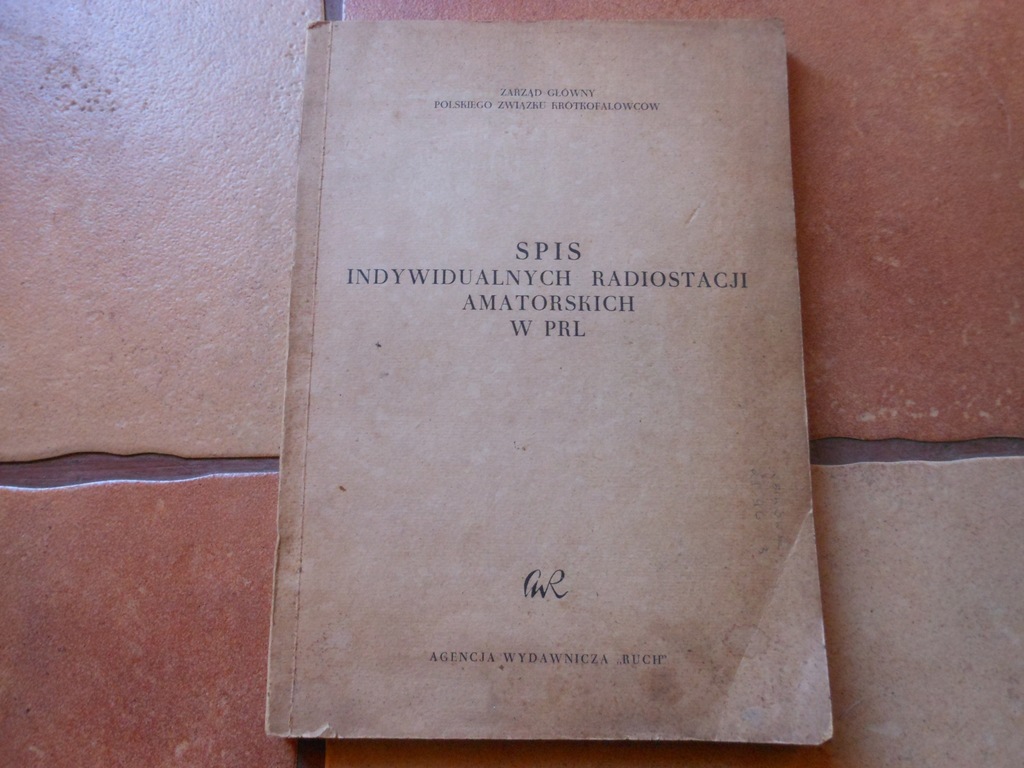 ZARZĄD GŁÓWNY
POLSKIEGO ZWIĄZKU KRÓTKOFALOWCÓW
SPIS
INDYWIDUALNYCH RADIOSTACJI
AMATORSKICH
W PRL
AWR
AGENCJA WYDAWNICZA „RUCH”